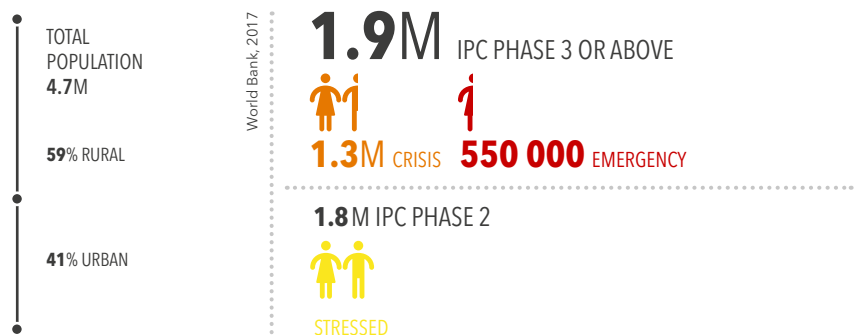 TOTAL
POPULATION
4.7M
59% RURAL
41% URBAN
World Bank, 2017
1.9M IPC PHASE 3 OR ABOVE
1.3M CRISIS 550 000 EMERGENCY
1.8M IPC PHASE 2
STRESSED